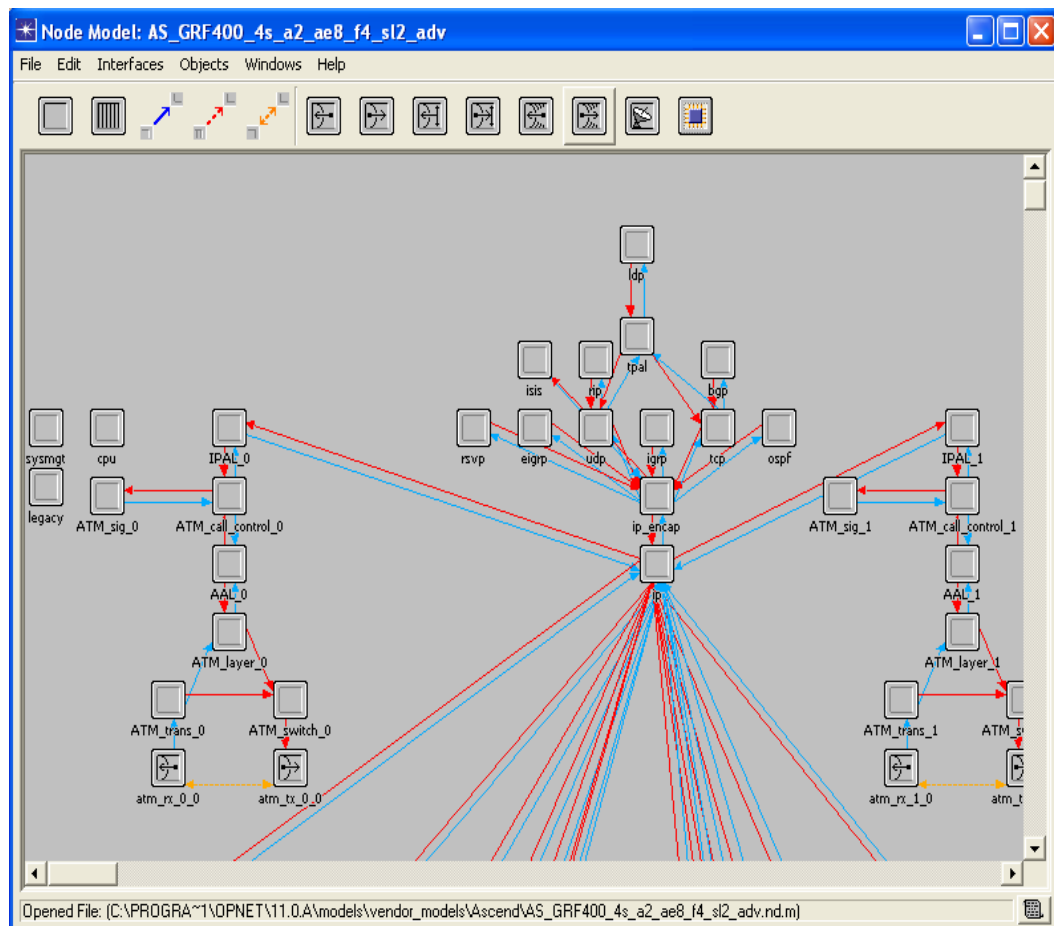 Node Model: AS_GRF400_4s_a2_ae8_f4_sl2_adv
File Edit Interfaces Objects Windows Help
ldp
tpal
isis rip bgp
sysmgt cpu IPAL_0 rsvp eigrp udp igrp tcp ospf IPAL_1
legacy ATM_sig_0 ATM_call_control_0 ip_encap ATM_sig_1 ATM_call_control_1
AAL_0 ip AAL_1
ATM_layer_0 ATM_layer_1
ATM_trans_0 ATM_switch_0 ATM_trans_1
atm_rx_0_0 atm_tx_0_0 atm_rx_1_0
Opened File: (C:\PROGRA~1\OPNET\11.0.A\models\vendor_models\Ascend\AS_GRF400_4s_a2_ae8_f4_sl2_adv.nd.m)